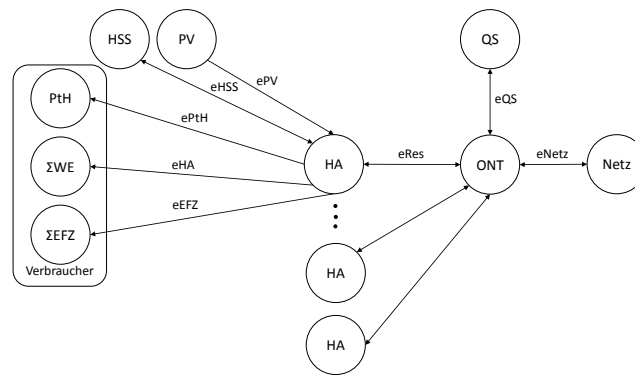 HSS
PV
QS
eHSS
ePV
PtH
ePtH
eQS
eHA
ΣWE
HA
eRes
ONT
eNetz
Netz
eEFZ
ΣEFZ
Verbraucher
HA
HA